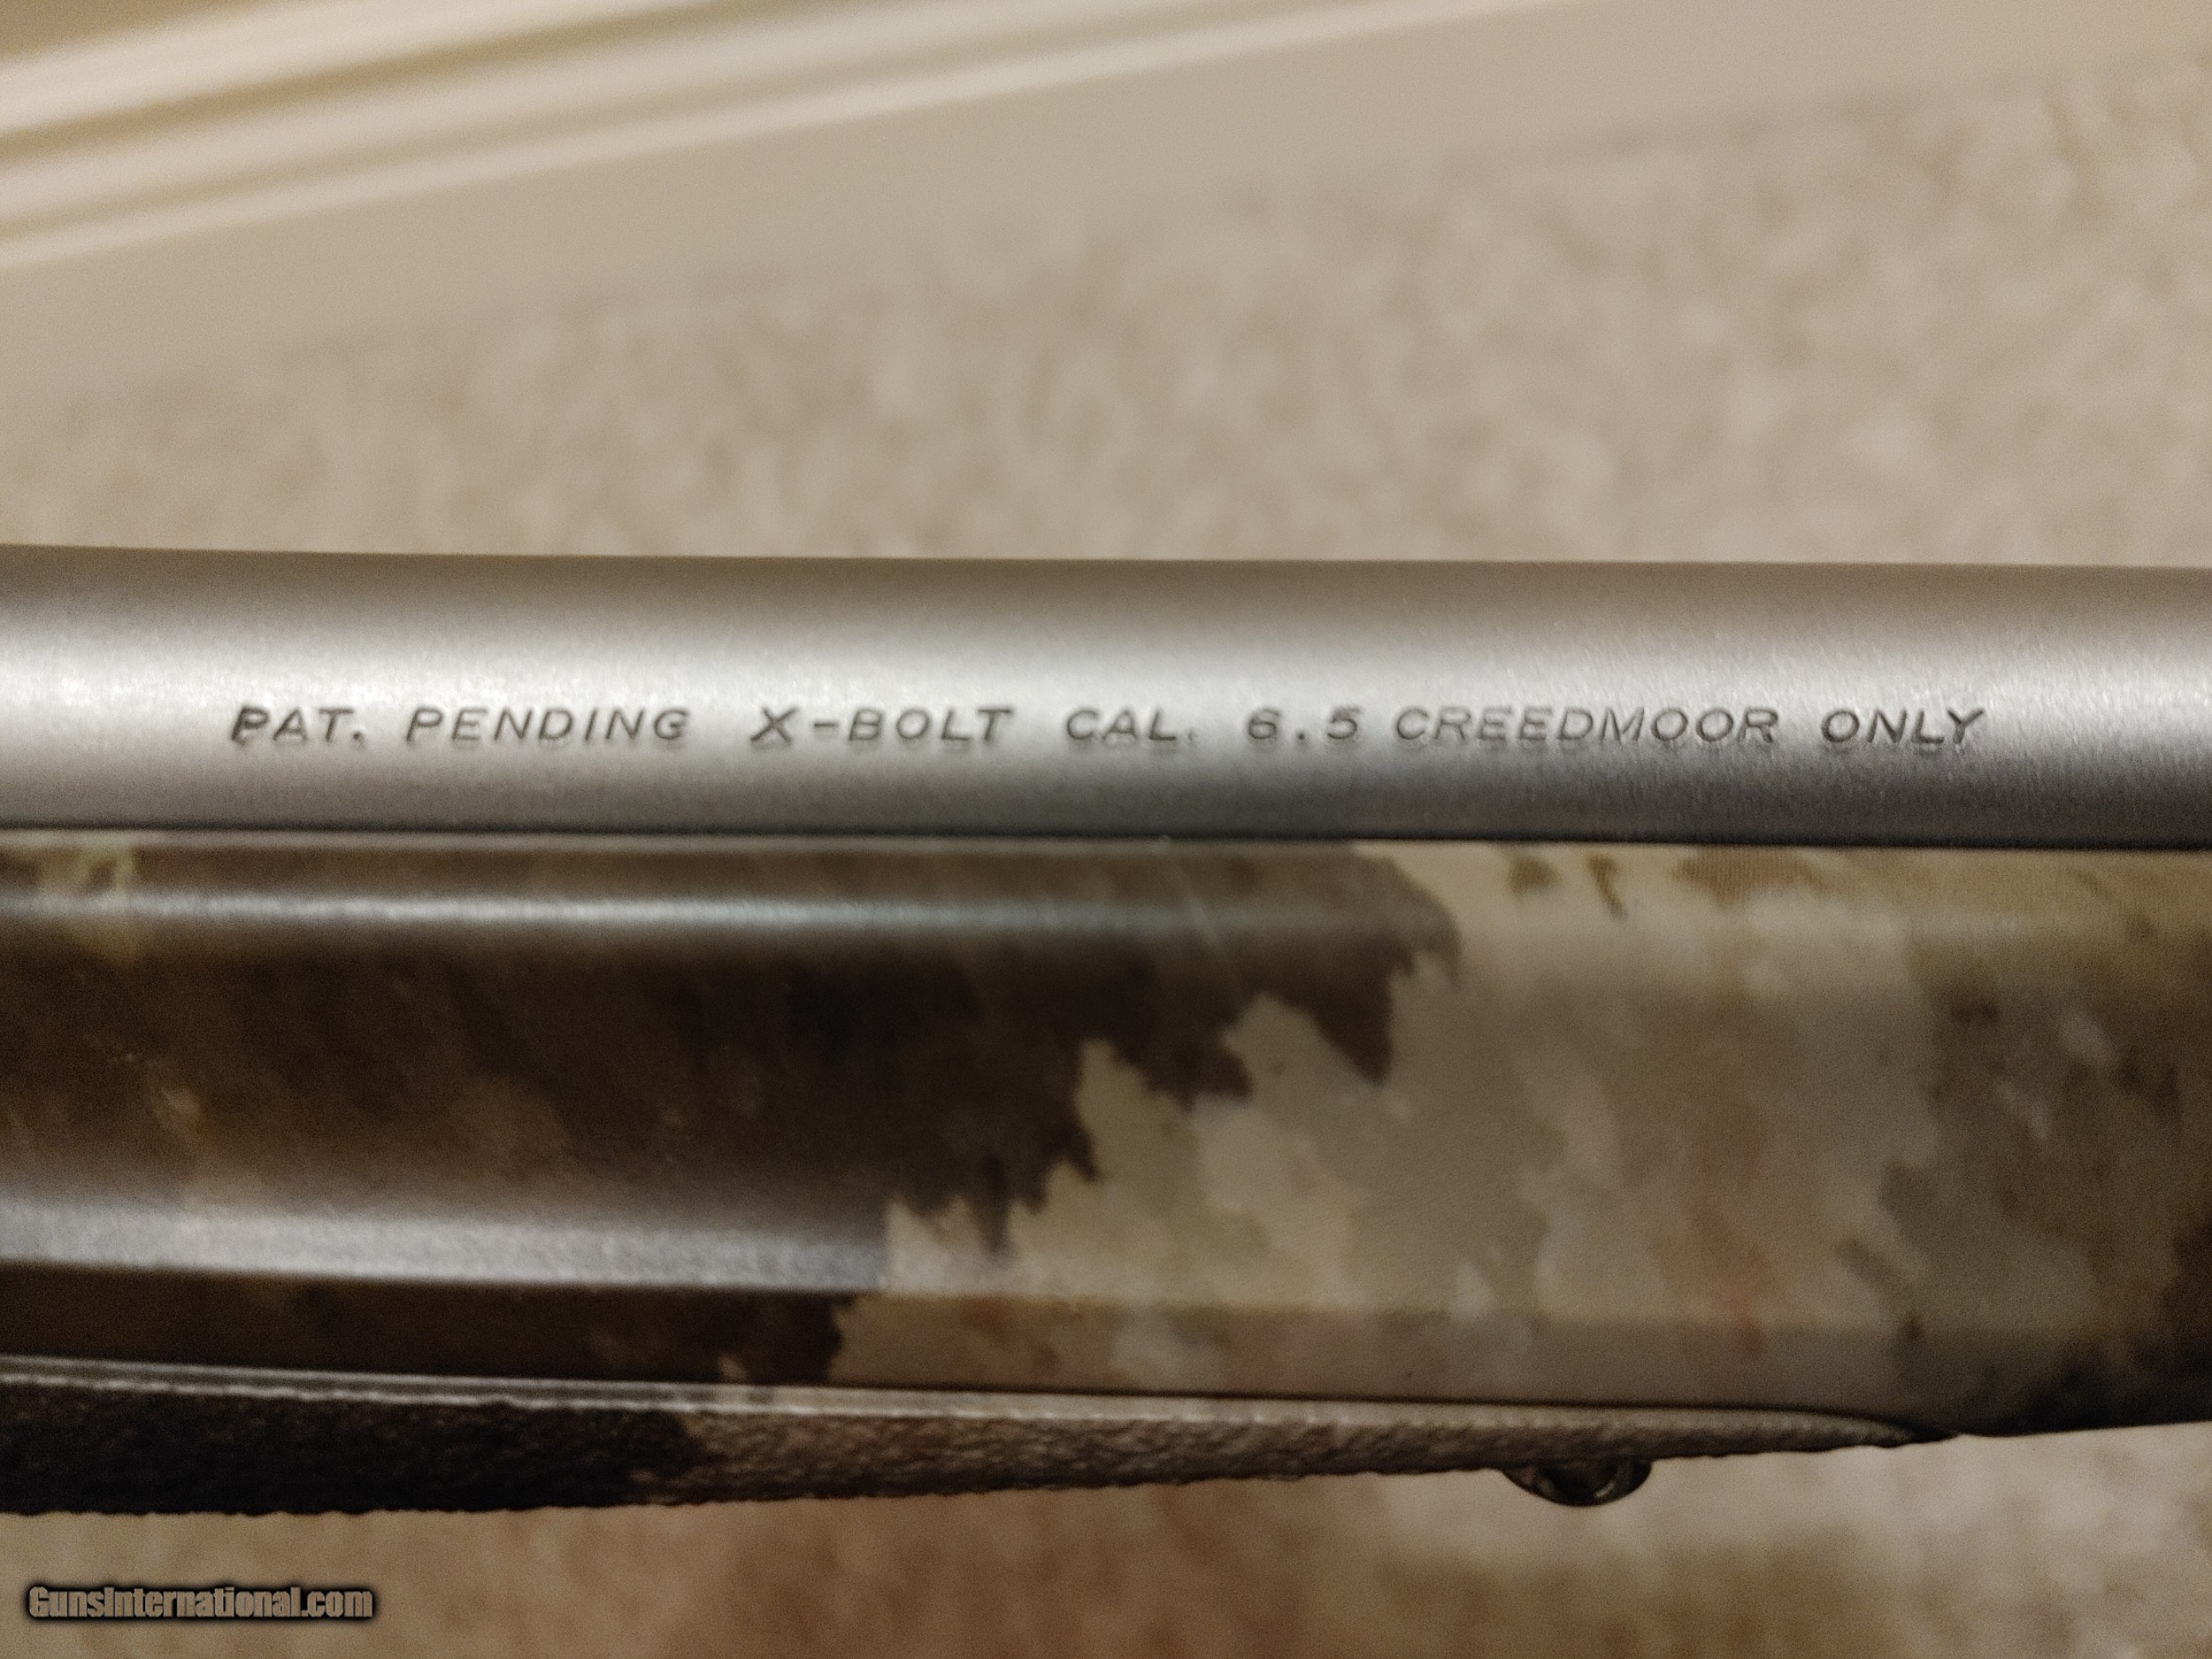 PAT. PENDING X-BOLT CAL. 6.5 CREEDMOOR ONLY
GunsInternational.com